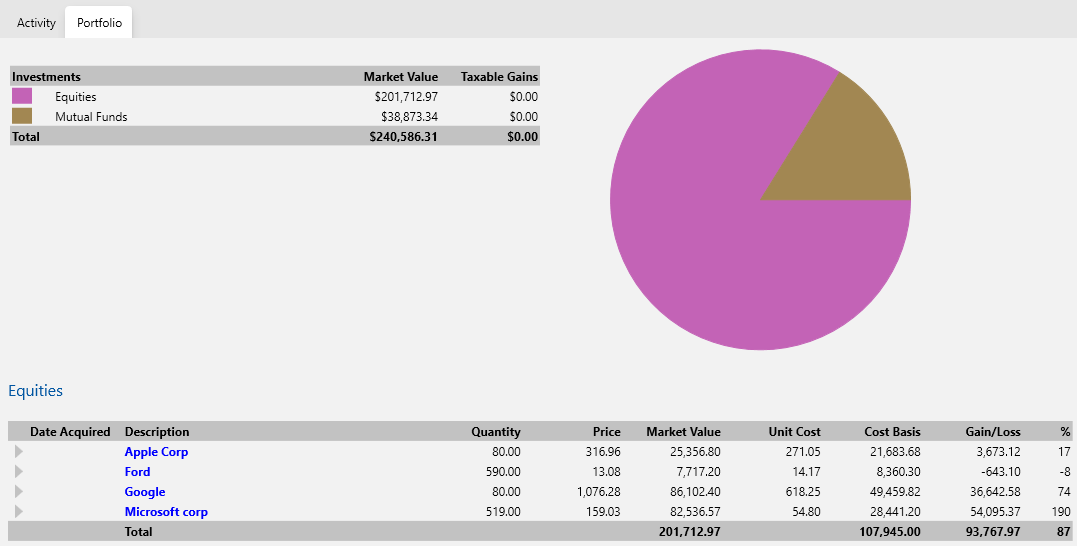 Activity Portfolio
Investments Market Value Taxable Gains
Equities $201,712.97 $0.00
Mutual Funds $38,873.34 $0.00
Total $240,586.31 $0.00
Equities
Date Acquired Description Quantity Price Market Value Unit Cost Cost Basis Gain/Loss %
Apple Corp 80.00 316.96 25,356.80 271.05 21,683.68 3,673.12 17
Ford 590.00 13.08 7,717.20 14.17 8,360.30 -643.10 -8
Google 80.00 1,076.28 86,102.40 618.25 49,459.82 36,642.58 74
Microsoft corp 519.00 159.03 82,536.57 54.80 28,441.20 54,095.37 190
Total 201,712.97 107,945.00 93,767.97 87